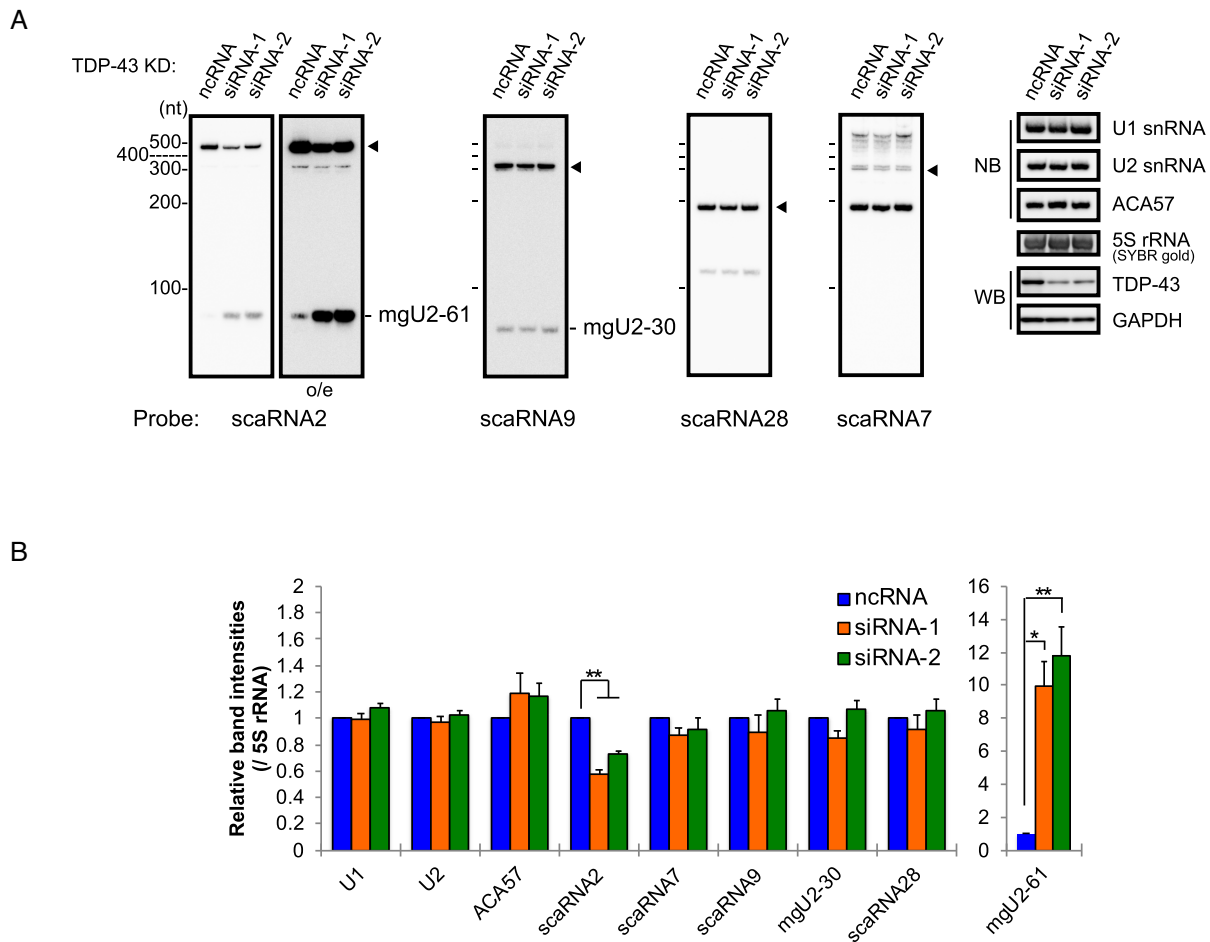 A
TDP-43 KD:
ncRNA siRNA-1 siRNA-2
ncRNA siRNA-1 siRNA-2
ncRNA siRNA-1 siRNA-2
ncRNA siRNA-1 siRNA-2
ncRNA siRNA-1 siRNA-2
ncRNA siRNA-1 siRNA-2
(nt)
500-
400
300-
200-
100-
- mgU2-61
- mgU2-30
o/e
Probe: scaRNA2 scaRNA9 scaRNA28 scaRNA7
NB
U1 snRNA
U2 snRNA
ACA57
5S rRNA
(SYBR gold)
WB
TDP-43
GAPDH
B
Relative band intensities
(/ 5S rRNA)
2
1.8
1.6
1.4
1.2
1
0.8
0.6
0.4
0.2
0
**
ncRNA
siRNA-1
siRNA-2
U1 U2 ACA57 scaRNA2 scaRNA7 scaRNA9 mgU2-30 scaRNA28
16
14
12
10
8
6
4
2
0
**
*
mgU2-61